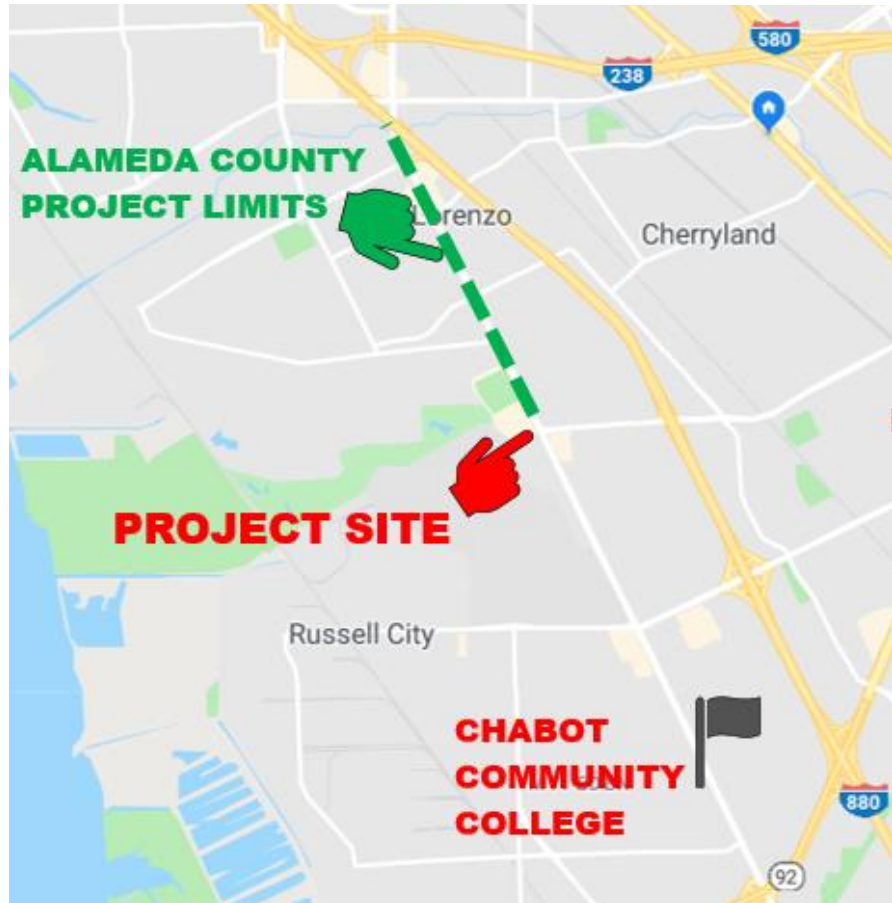 580
238
ALAMEDA COUNTY
PROJECT LIMITS
Lorenzo
Cherryland
PROJECT SITE
Russell City
CHABOT
COMMUNITY
COLLEGE
880
92